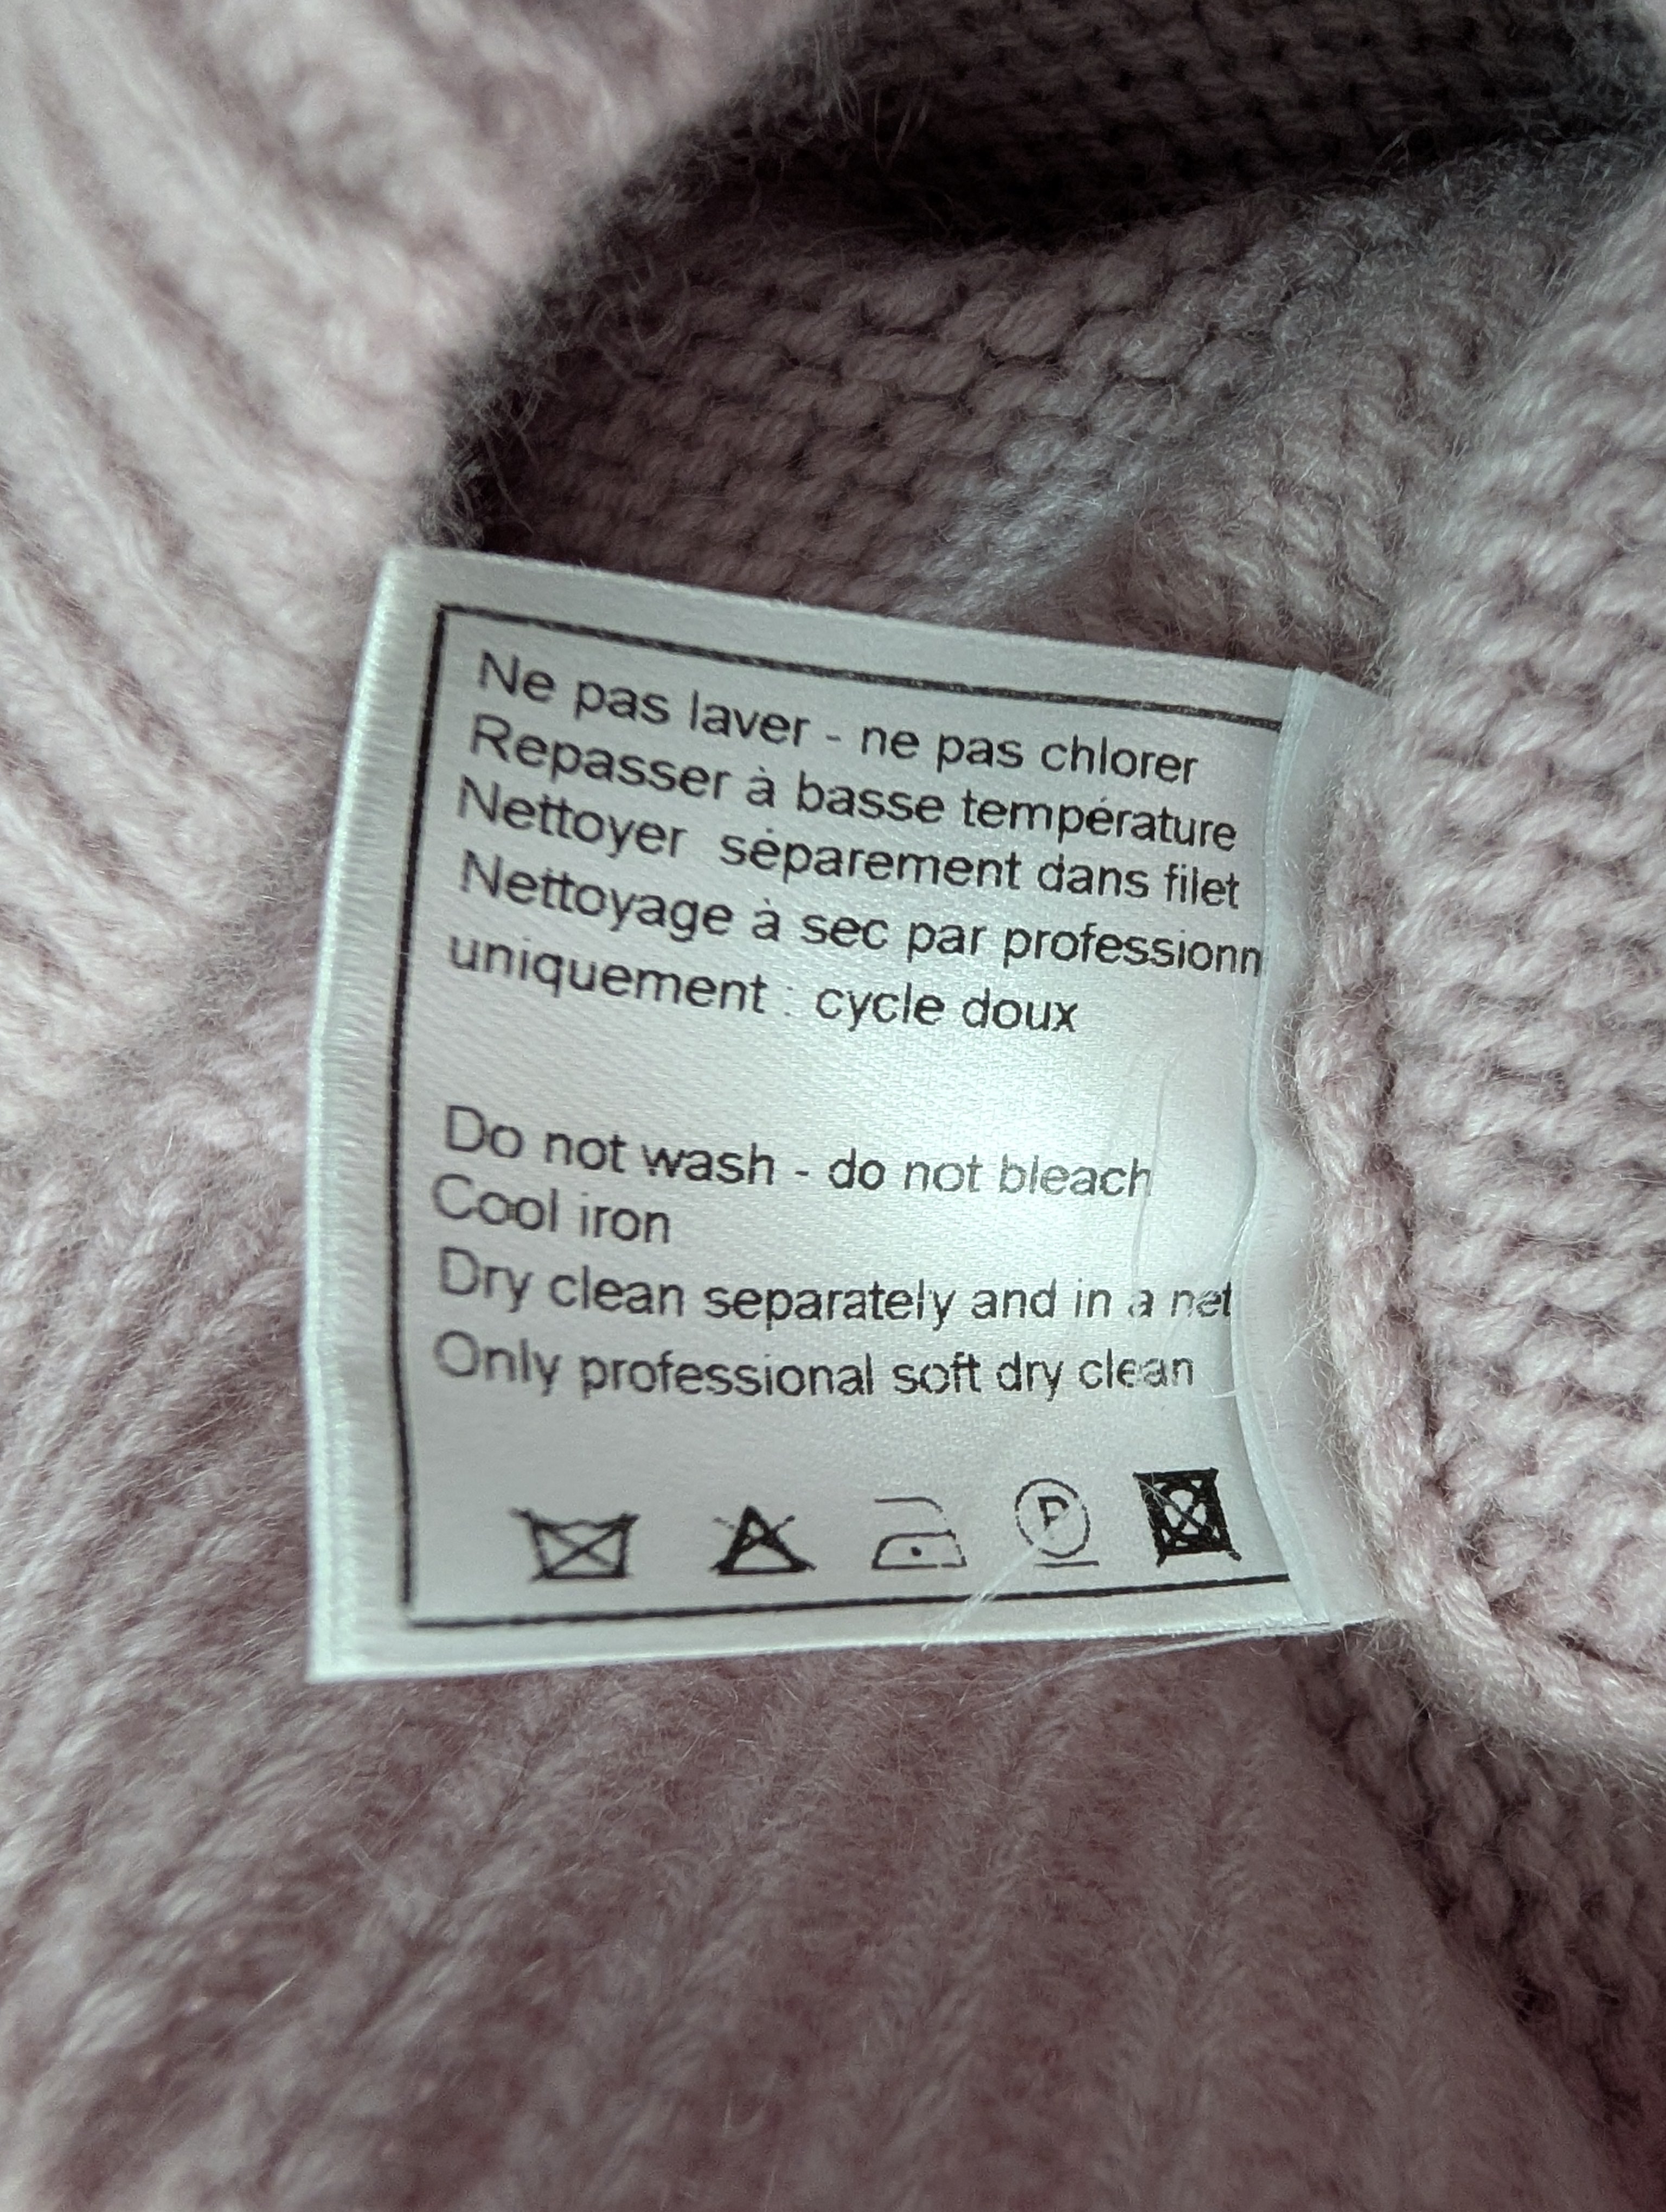 Ne pas laver - ne pas chlorer
Repasser à basse température
Nettoyer séparement dans filet
Nettoyage à sec par professionn
uniquement : cycle doux
Do not wash - do not bleach
Cool iron
Dry clean separately and in a net
Only professional soft dry clean
P